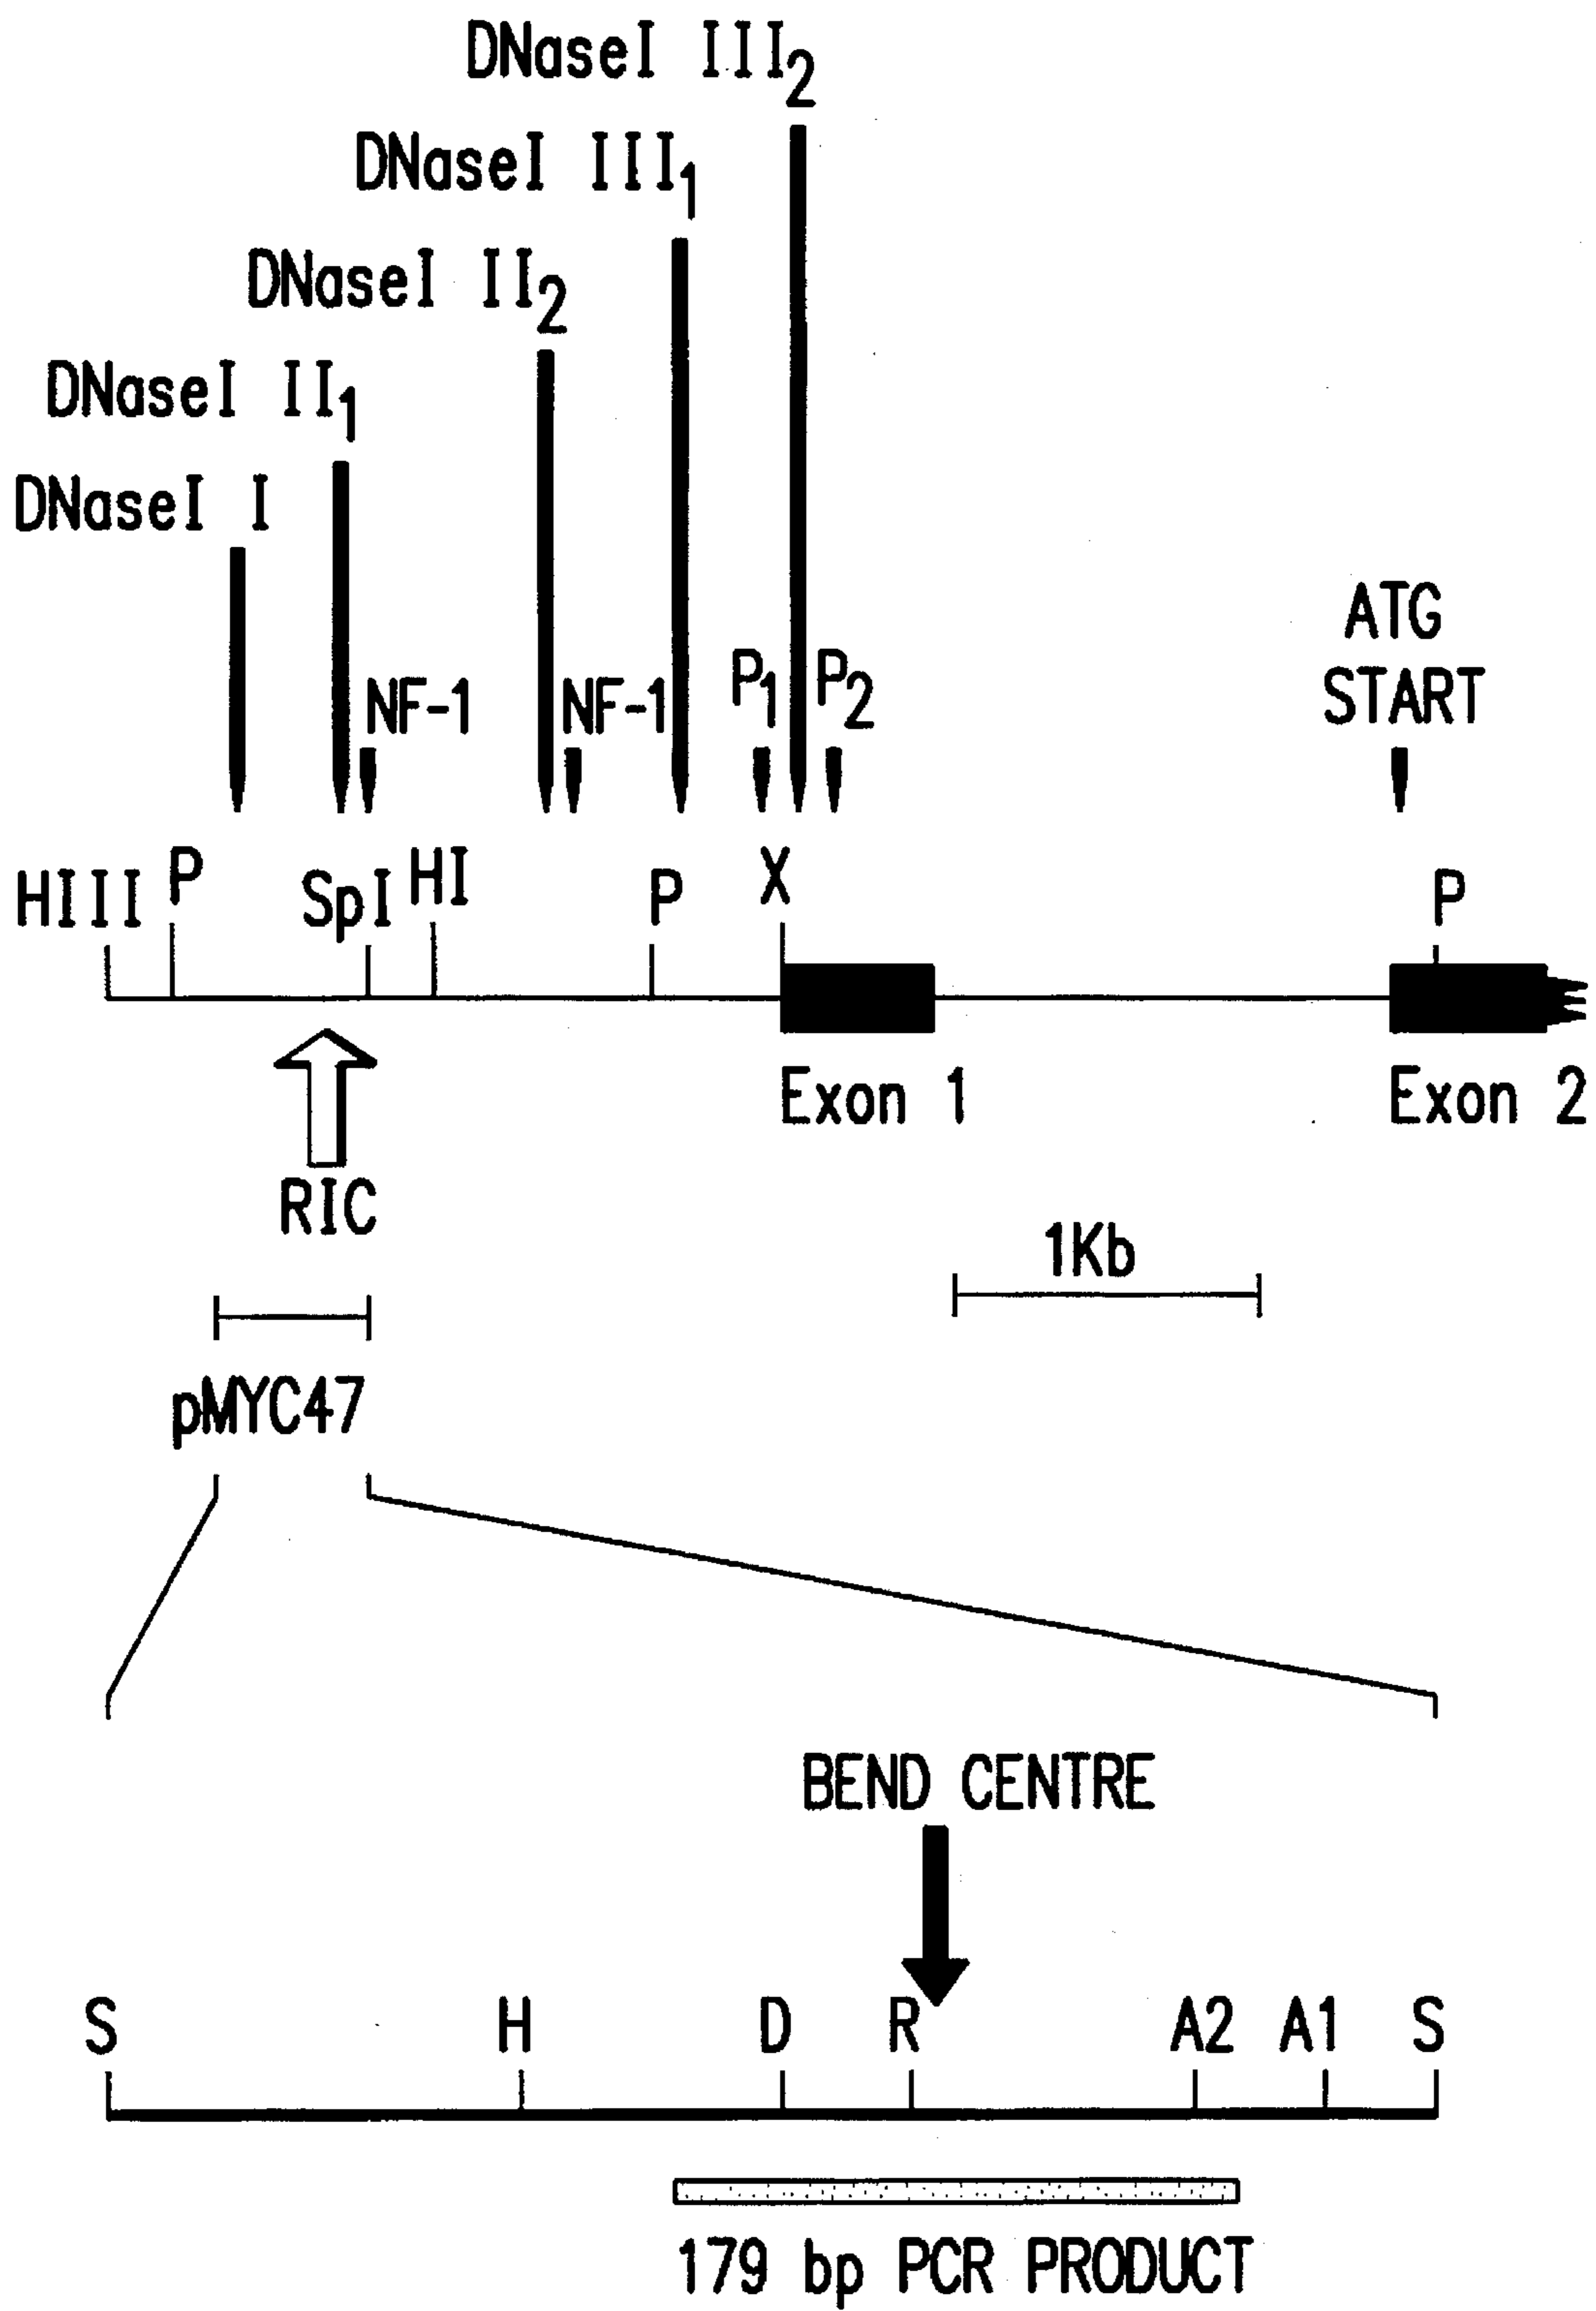 DNaseI III2
DNaseI III1
DNaseI II2
DNaseI II1
DNaseI I
ATG
START
NF-1 NF-1 P1 P2
HIII P SpI HI P X P
Exon 1 Exon 2
RIC
1Kb
pMYC47
BEND CENTRE
S H D R A2 A1 S
179 bp PCR PRODUCT